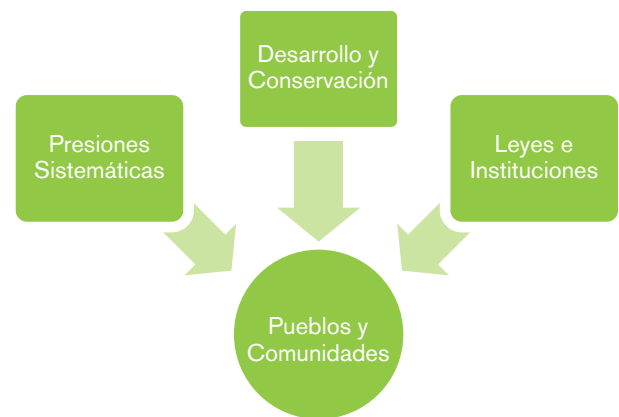 Desarrollo y
Conservación
Presiones
Sistemáticas
Leyes e
Instituciones
Pueblos y
Comunidades